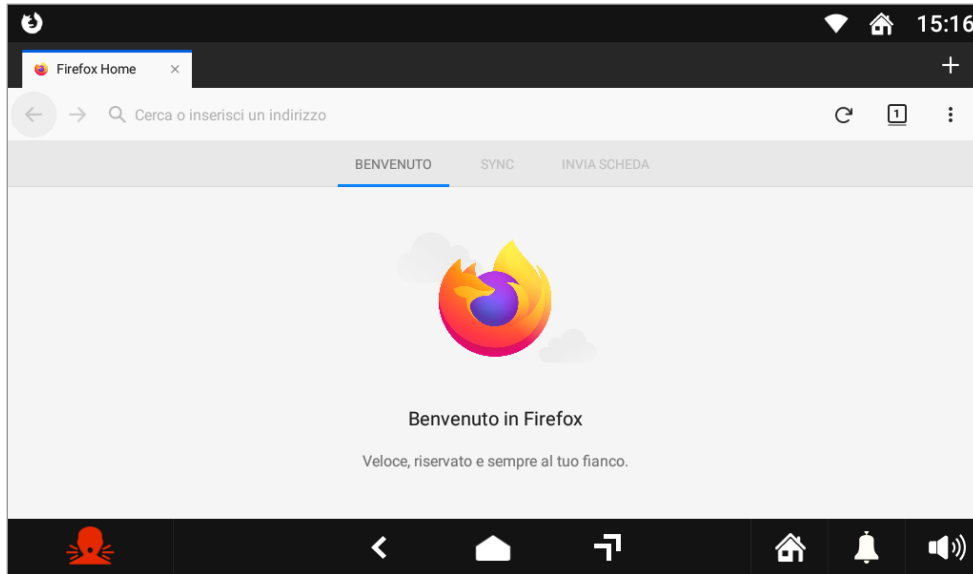 15:16
Firefox Home
Cerca o inserisci un indirizzo
1
BENVENUTO SYNC INVIA SCHEDA
Benvenuto in Firefox
Veloce, riservato e sempre al tuo fianco.